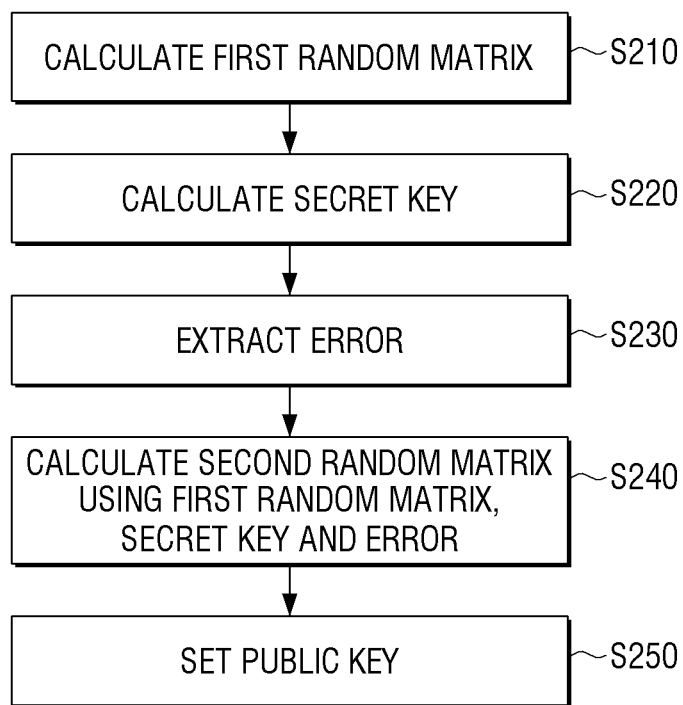 CALCULATE FIRST RANDOM MATRIX
S210
CALCULATE SECRET KEY
S220
EXTRACT ERROR
S230
CALCULATE SECOND RANDOM MATRIX
USING FIRST RANDOM MATRIX,
SECRET KEY AND ERROR
S240
SET PUBLIC KEY
S250